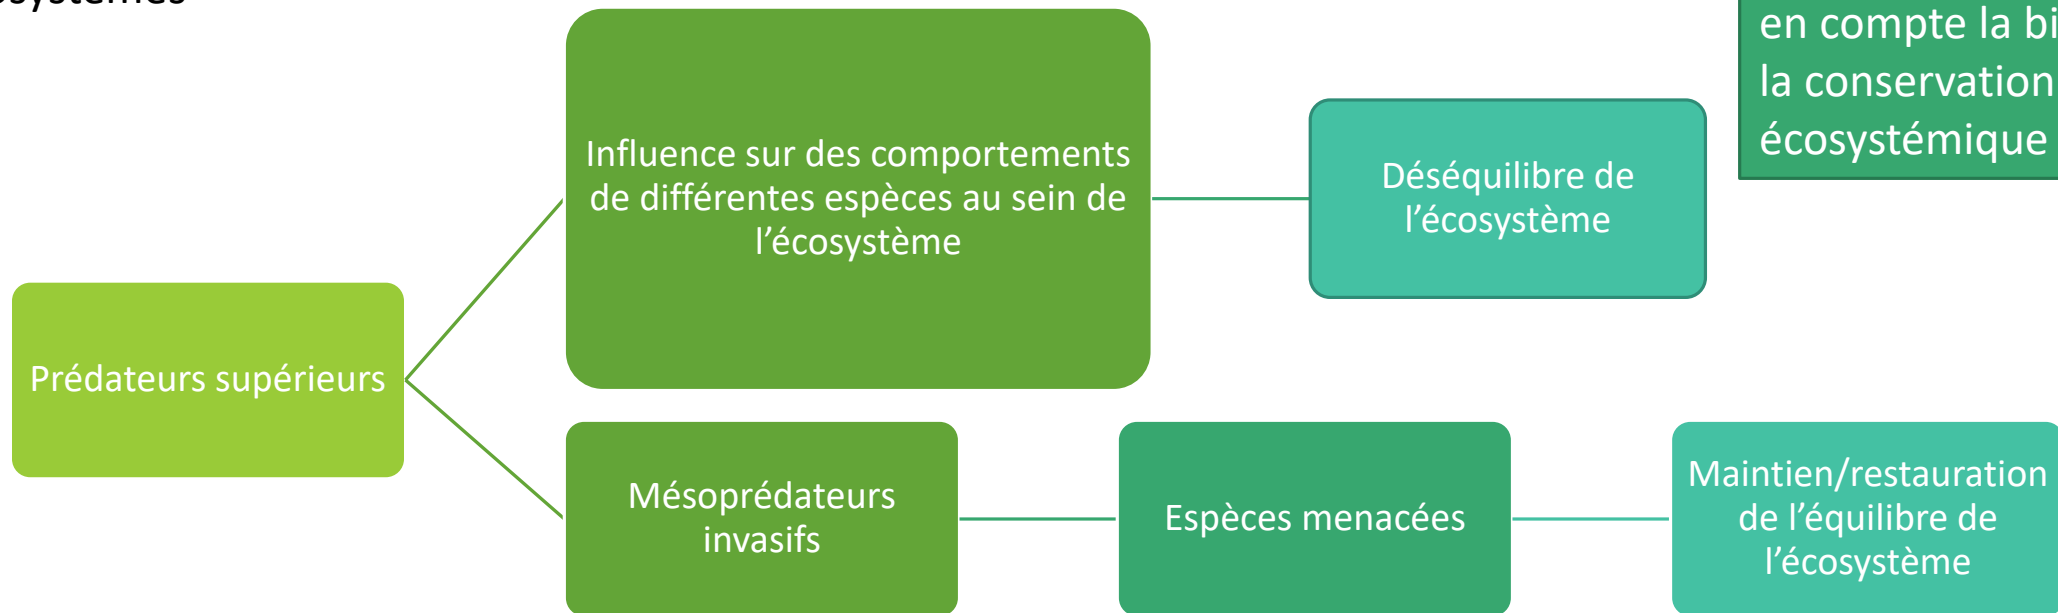 en compte la
la conservation
écosystémique
Influence sur des comportements
de différentes espèces au sein de
l’écosystème
Déséquilibre de
l’écosystème
Prédateurs supérieurs
Mésoprédateurs
invasifs
Espèces menacées
Maintien/restauration
de l’équilibre de
l’écosystème